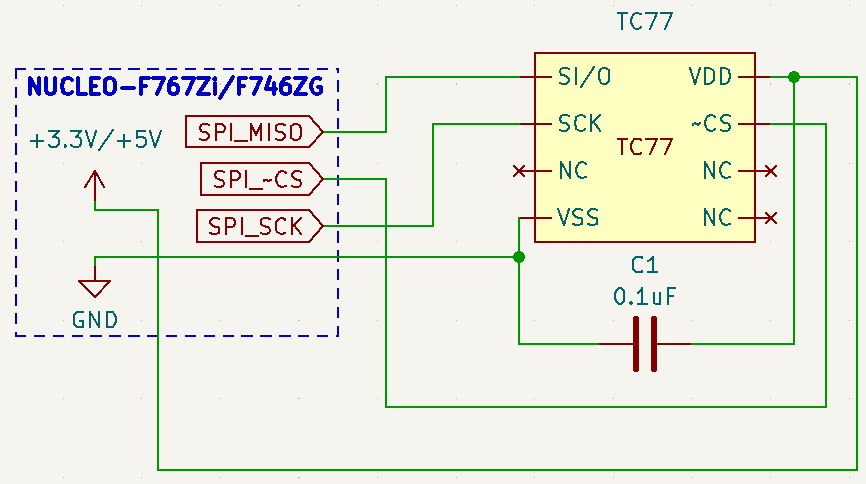 TC77
NUCLEO-F767Zi/F746ZG
+3.3V/+5V
SPI_MISO
SPI_~CS
SPI_SCK
GND
SI/O
SCK
NC
VSS
TC77
VDD
~CS
NC
NC
C1
0.1uF